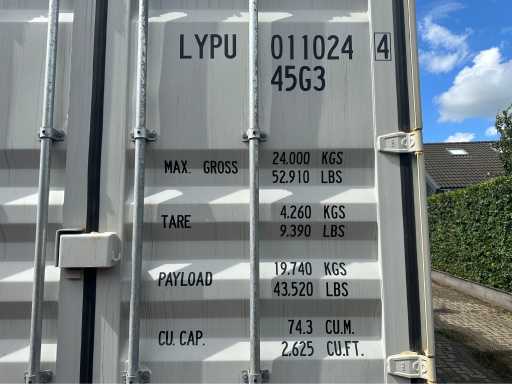 LYPU 011024 4
45G3
MAX. GROSS 24.000 KGS
52.910 LBS
TARE 4.260 KGS
9.390 LBS
PAYLOAD 19.740 KGS
43.520 LBS
CU. CAP. 74.3 CU.M.
2.625 CU.FT.